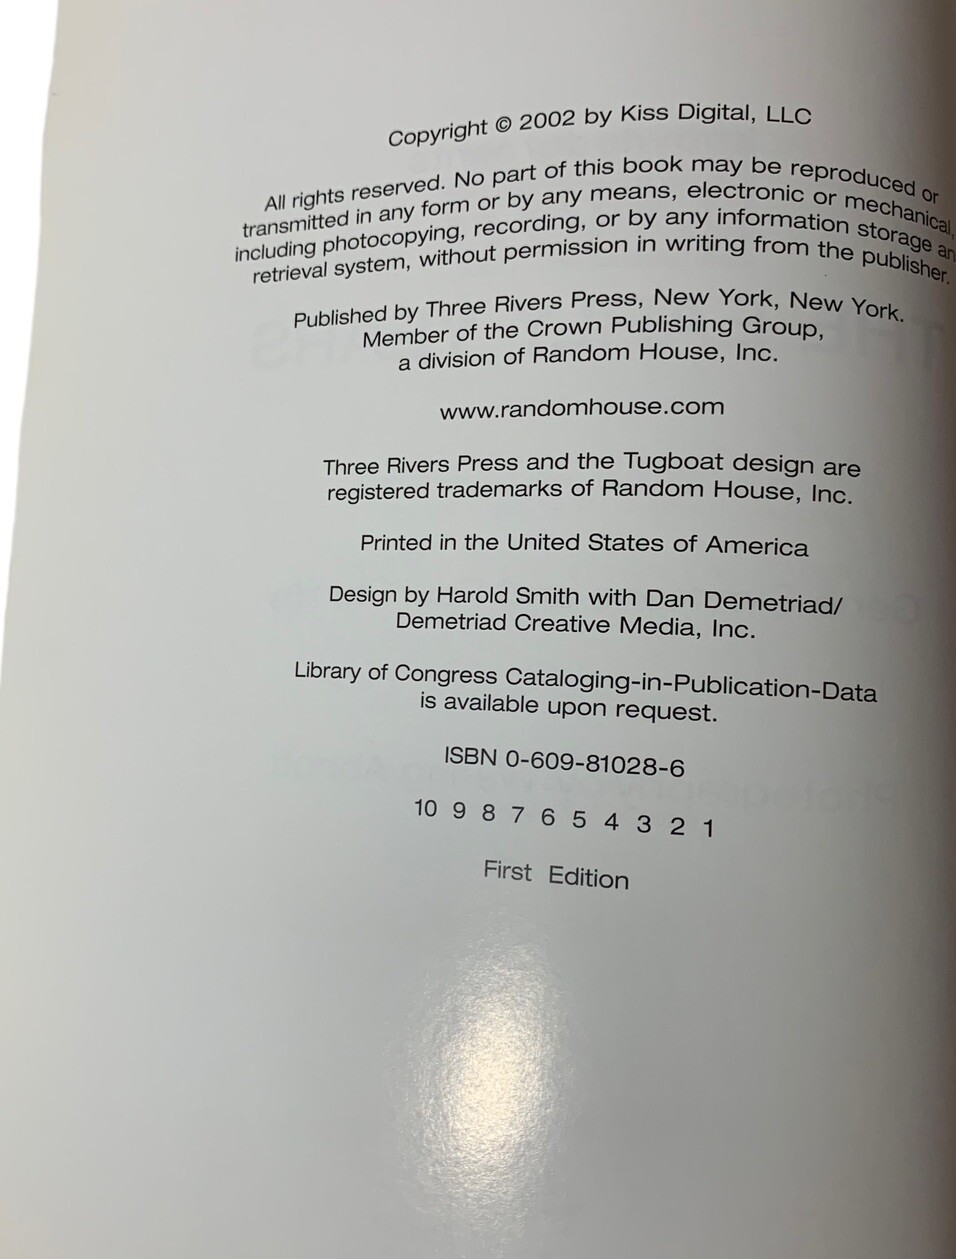 Copyright © 2002 by Kiss Digital, LLC
All rights reserved. No part of this book may be reproduced or
transmitted in any form or by any means, electronic or mechanical,
including photocopying, recording, or by any information storage an
retrieval system, without permission in writing from the publisher.
Published by Three Rivers Press, New York, New York.
Member of the Crown Publishing Group,
a division of Random House, Inc.
www.randomhouse.com
Three Rivers Press and the Tugboat design are
registered trademarks of Random House, Inc.
Printed in the United States of America
Design by Harold Smith with Dan Demetriad/
Demetriad Creative Media, Inc.
Library of Congress Cataloging-in-Publication-Data
is available upon request.
ISBN 0-609-81028-6
10 9 8 7 6 5 4 3 2 1
First Edition